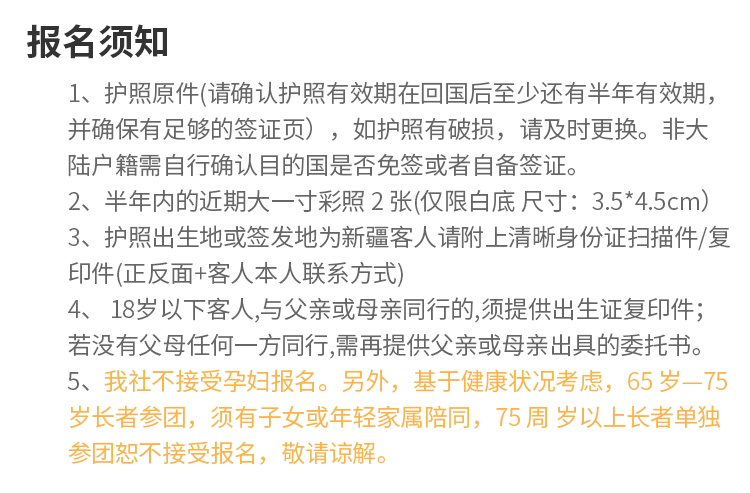 报名须知
1、护照原件(请确认护照有效期在回国后至少还有半年有效期，
并确保有足够的签证页），如护照有破损，请及时更换。非大
陆户籍需自行确认目的国是否免签或者自备签证。
2、半年内的近期大一寸彩照 2 张(仅限白底 尺寸：3.5*4.5cm）
3、护照出生地或签发地为新疆客人请附上清晰身份证扫描件/复
印件(正反面+客人本人联系方式)
4、 18岁以下客人,与父亲或母亲同行的,须提供出生证复印件；
若没有父母任何一方同行,需再提供父亲或母亲出具的委托书。
5、我社不接受孕妇报名。另外，基于健康状况考虑，65 岁—75
岁长者参团，须有子女或年轻家属陪同，75 周 岁以上长者单独
参团恕不接受报名，敬请谅解。